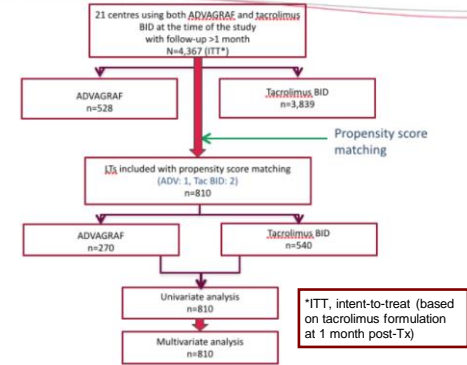 21 centres using both ADVAGRAF and tacrolimus
BID at the time of the study
with follow-up >1 month
N=4,367 (ITT*)
ADVAGRAF
n=528
Tacrolimus BID
n=3,839
Propensity score
matching
LTs included with propensity score matching
(ADV: 1, Tac BID: 2)
n=810
ADVAGRAF
n=270
Tacrolimus BID
n=540
Univariate analysis
n=810
*ITT, intent-to-treat (based
on tacrolimus formulation
at 1 month post-Tx)
Multivariate analysis
n=810